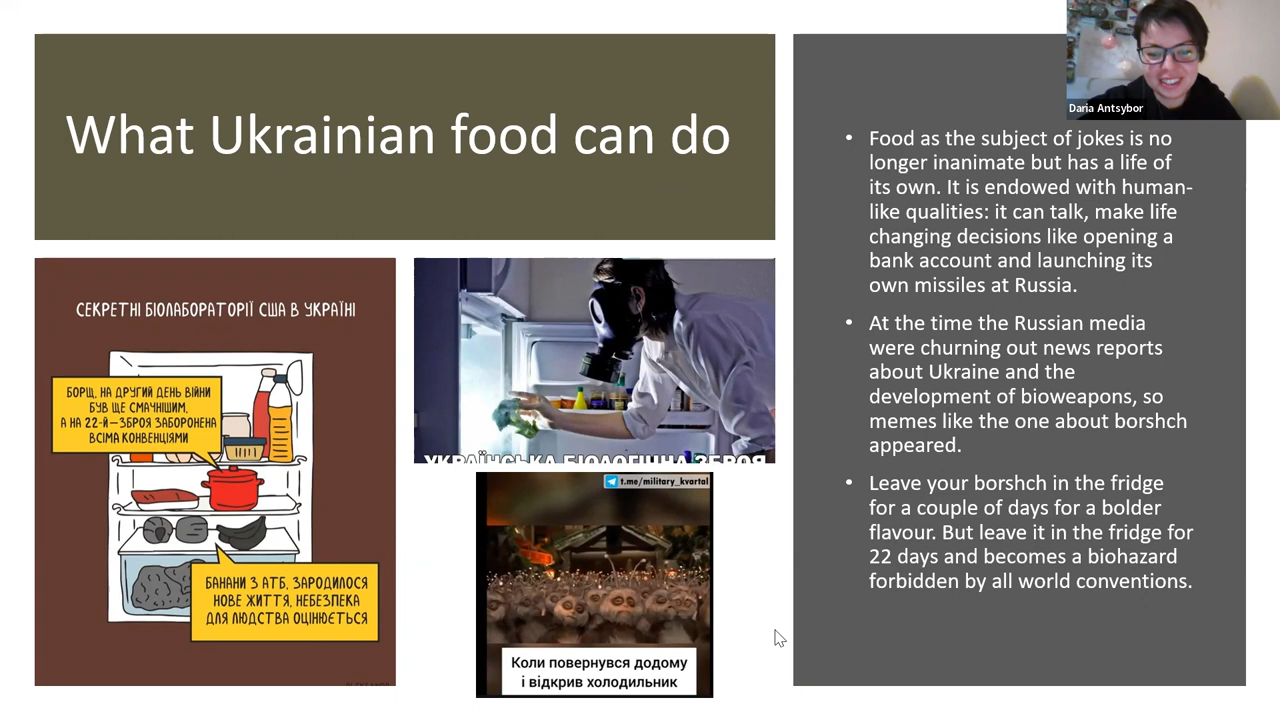 What Ukrainian food can do
СЕКРЕТНІ БІОЛАБОРАТОРІЇ США В УКРАЇНІ
БОРЩ, НА ДРУГИЙ ДЕНЬ ВІЙНИ
БУВ ЩЕ СМАЧНІШИМ,
А НА 22-Й – ЗБРОЯ ЗАБОРОНЕНА
ВСІМА КОНВЕНЦІЯМИ
БАНАНИ З АТБ, ЗАРОДИЛОСЯ
НОВЕ ЖИТТЯ, НЕБЕЗПЕКА
ДЛЯ ЛЮДСТВА ОЦІНЮЄТЬСЯ
УКРАЇНСЬКА БІОЛОГІЧНА ЗБРОЯ
t.me/military_kvartal
Коли повернувся додому
і відкрив холодильник
Daria Antsybor
• Food as the subject of jokes is no
longer inanimate but has a life of
its own. It is endowed with human-
like qualities: it can talk, make life
changing decisions like opening a
bank account and launching its
own missiles at Russia.
• At the time the Russian media
were churning out news reports
about Ukraine and the
development of bioweapons, so
memes like the one about borshch
appeared.
• Leave your borshch in the fridge
for a couple of days for a bolder
flavour. But leave it in the fridge for
22 days and becomes a biohazard
forbidden by all world conventions.